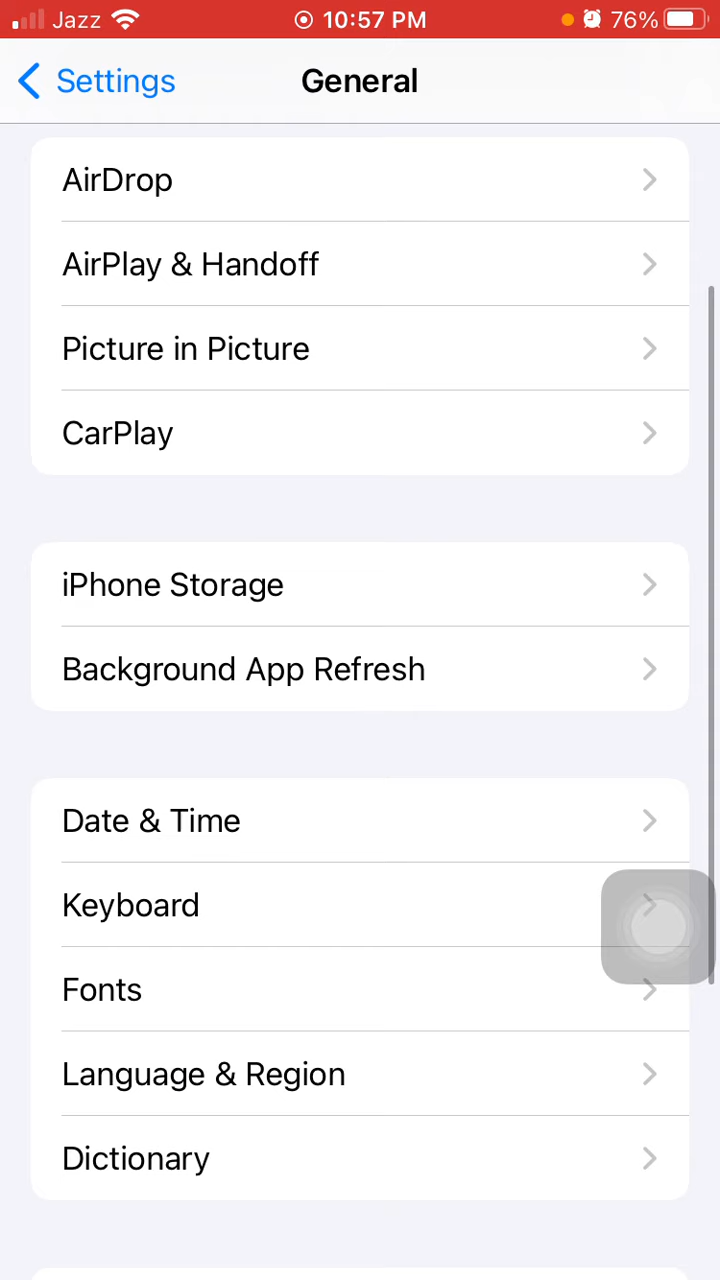 Jazz 10:57 PM 76%
Settings General
AirDrop
AirPlay & Handoff
Picture in Picture
CarPlay
iPhone Storage
Background App Refresh
Date & Time
Keyboard
Fonts
Language & Region
Dictionary